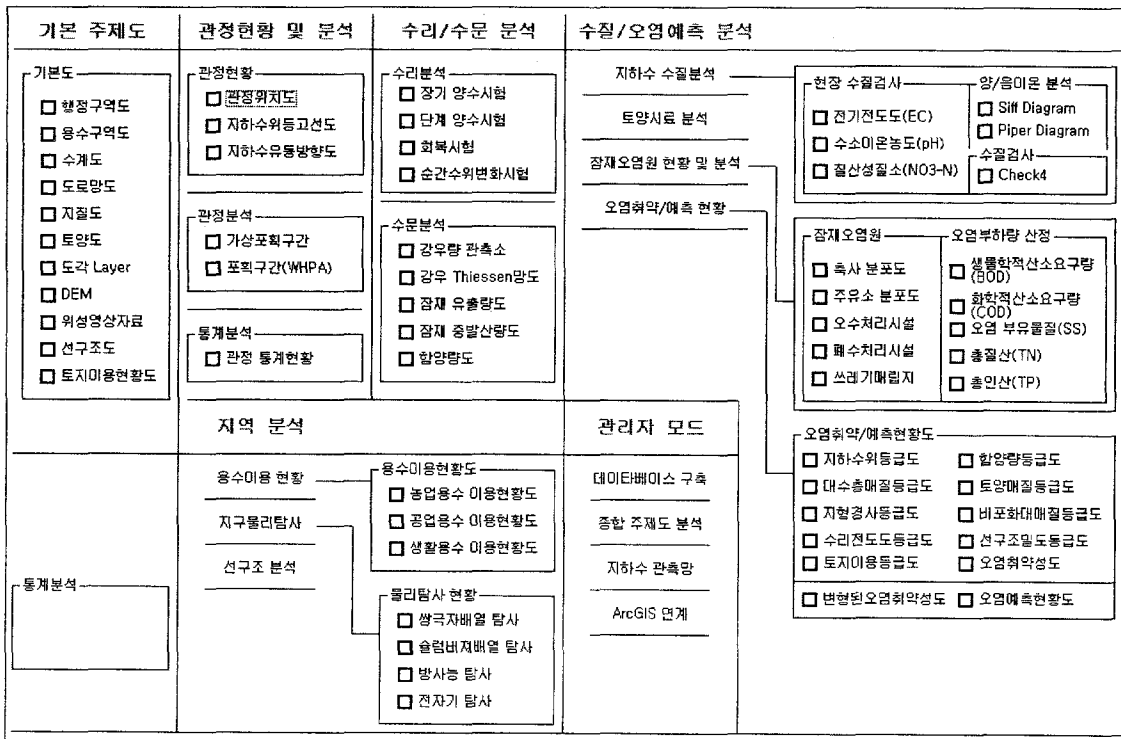 기본 주제도
기본도
행정구역도
용수구역도
수계도
도로망도
지질도
토양도
도각 Layer
DEM
위성영상자료
선구조도
토지이용현황도
통계분석
관정현황 및 분석
관정현황
관정위치도
지하수위등고선도
지하수유동방향도
관정분석
가상포획구간
포획구간(WHPA)
통계분석
관정 통계현황
수리/수문 분석
수리분석
장기 양수시험
단계 양수시험
회복시험
순간수위변화시험
수문분석
강우량 관측소
강우 Thiessen망도
잠재 유출량도
잠재 증발산량도
함양량도
수질/오염예측 분석
지하수 수질분석
토양시료 분석
잠재오염원 현황 및 분석
오염취약/예측 현황
현장 수질검사
전기전도도(EC)
수소이온농도(pH)
질산성질소(NO3-N)
양/음이온 분석
Siff Diagram
Piper Diagram
수질검사
Check4
잠재오염원
축사 분포도
주유소 분포도
오수처리시설
폐수처리시설
쓰레기매립지
오염부하량 산정
생물학적산소요구량
(BOD)
화학적산소요구량
(COD)
오염 부유물질(SS)
총질산(TN)
총인산(TP)
오염취약/예측현황도
지하수위등급도
대수층매질등급도
지형경사등급도
수리전도도등급도
토지이용등급도
함양량등급도
토양매질등급도
비포화대매질등급도
선구조밀도등급도
오염취약성도
변형된오염취약성도
오염예측현황도
지역 분석
용수이용 현황
지구물리탐사
선구조 분석
용수이용현황도
농업용수 이용현황도
공업용수 이용현황도
생활용수 이용현황도
물리탐사 현황
쌍극자배열 탐사
슐럼버져배열 탐사
방사능 탐사
전자기 탐사
관리자 모드
데이타베이스 구축
종합 주제도 분석
지하수 관측망
ArcGIS 연계